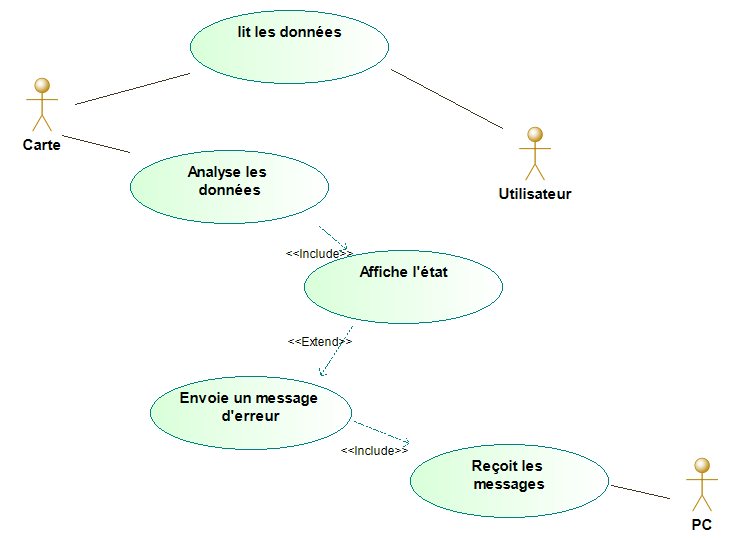 lit les données
Carte
Utilisateur
Analyse les
données
<<Include>>
Affiche l'état
<<Extend>>
Envoie un message
d'erreur
<<Include>>
Reçoit les
messages
PC